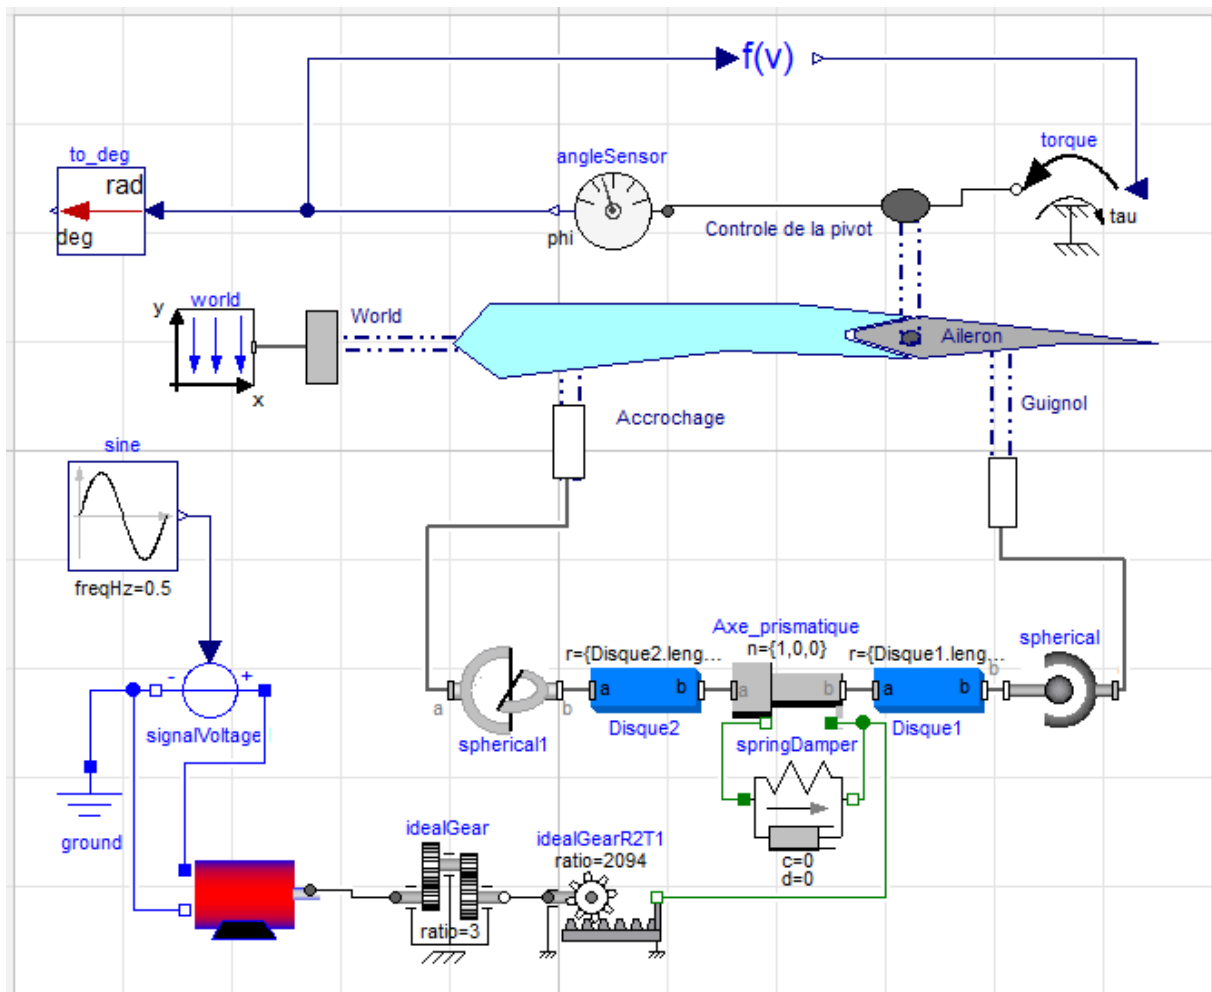 f(v)
to_deg
rad
deg
angleSensor
phi
Controle de la pivot
torque
tau
world
y
x
World
Aileron
Accrochage
Guignol
sine
freqHz=0.5
- +
signalVoltage
ground
a
b
spherical1
r={Disque2.leng...
a b
Disque2
Axe_prismatique
n={1,0,0}
a b
r={Disque1.leng...
a b
Disque1
spherical
b
springDamper
c=0
d=0
idealGear
ratio=3
idealGearR2T1
ratio=2094